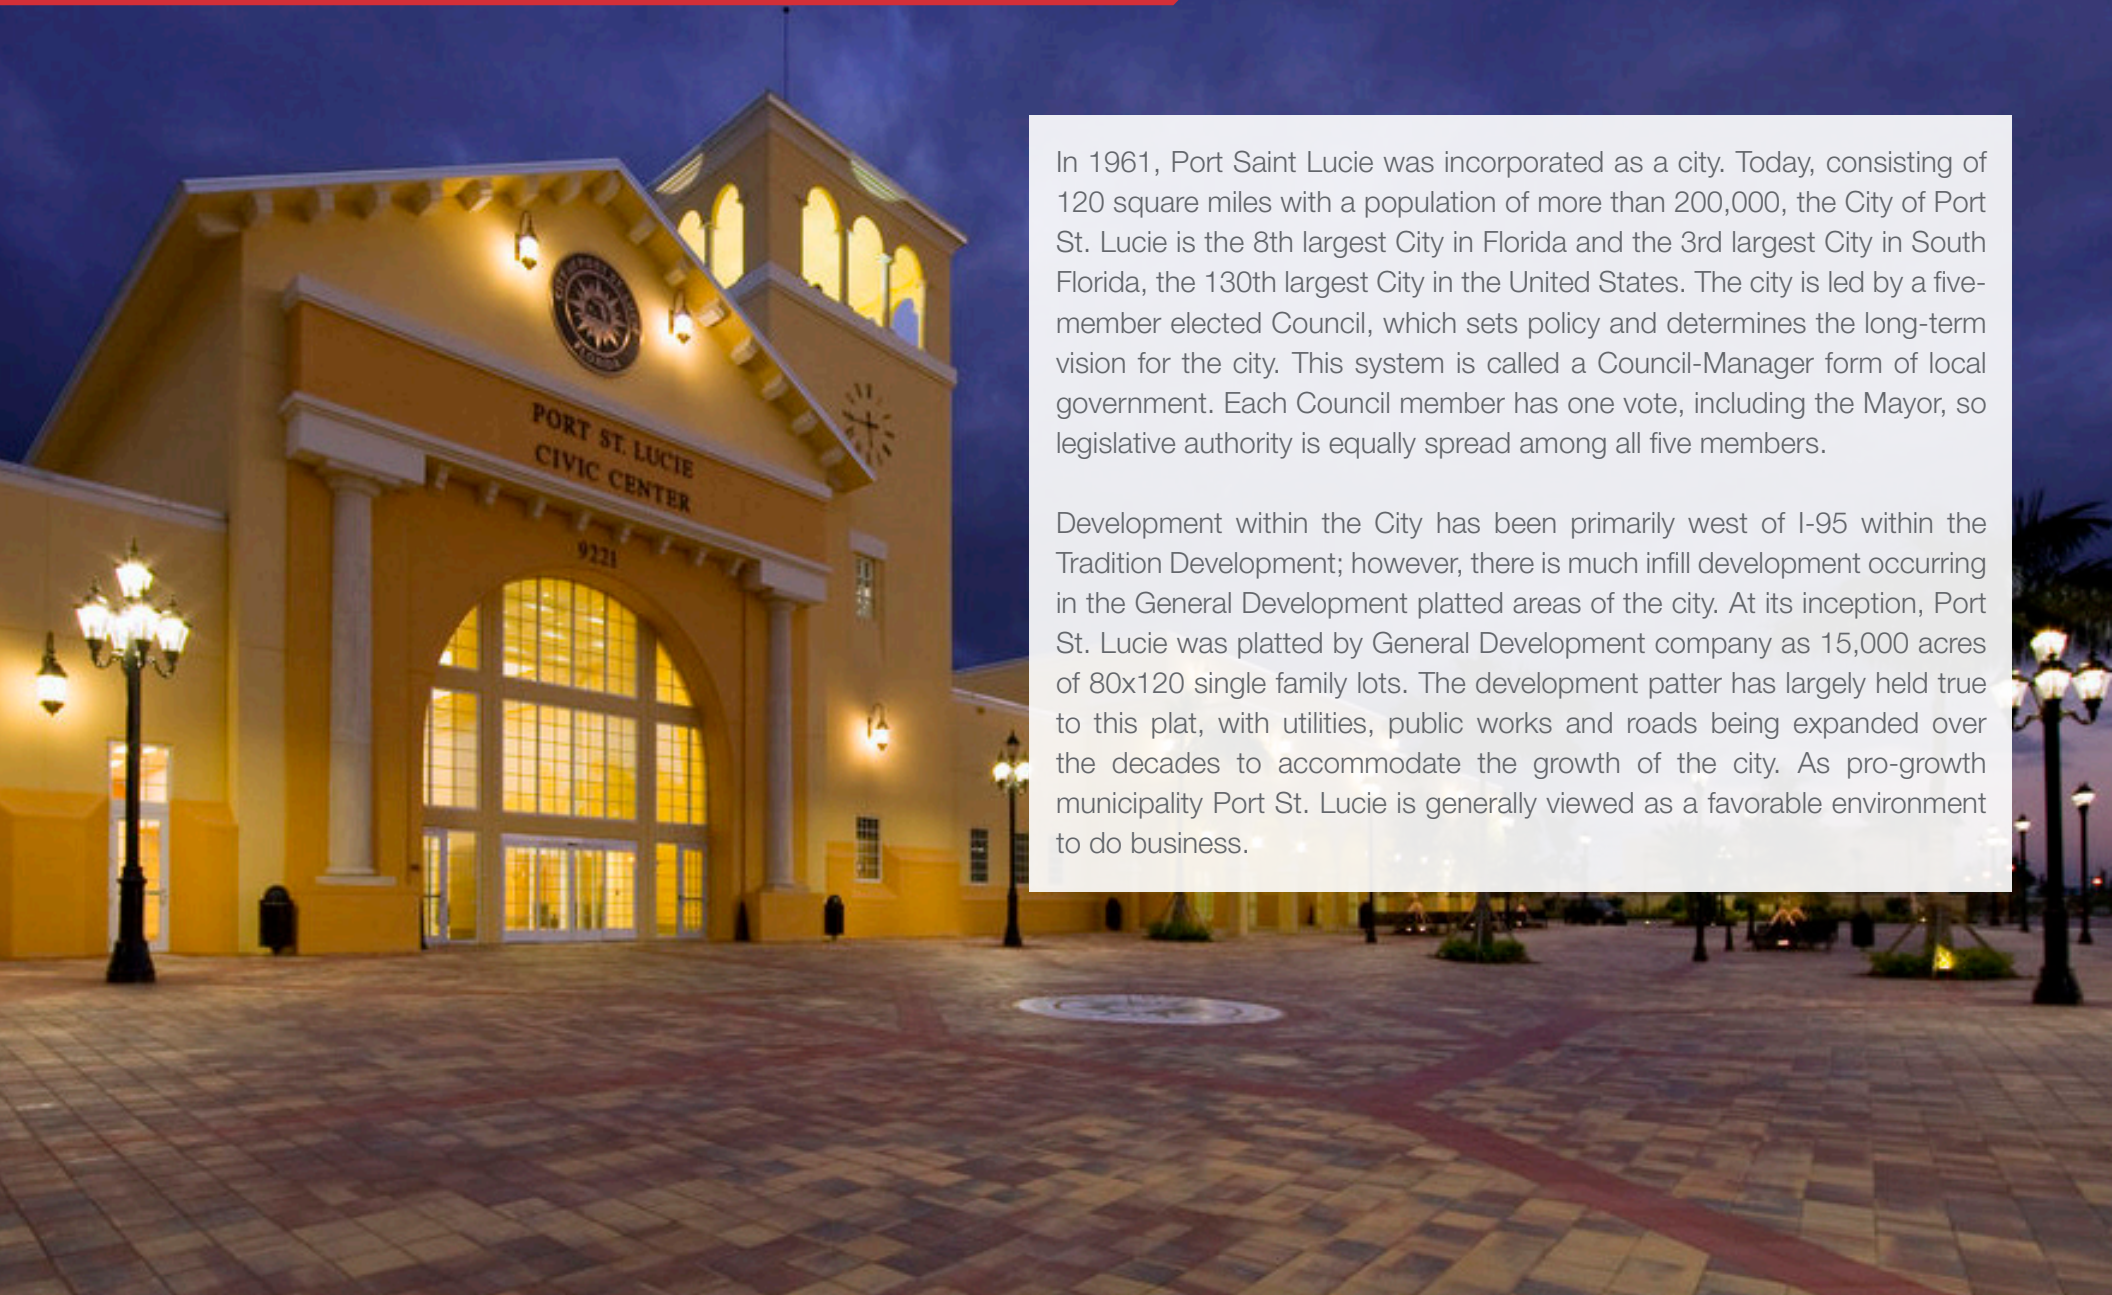 PORT ST. LUCIE
CIVIC CENTER
9221
FLORIDA
In 1961, Port Saint Lucie was incorporated as a city. Today, consisting of
120 square miles with a population of more than 200,000, the City of Port
St. Lucie is the 8th largest City in Florida and the 3rd largest City in South
Florida, the 130th largest City in the United States. The city is led by a five-
member elected Council, which sets policy and determines the long-term
vision for the city. This system is called a Council-Manager form of local
government. Each Council member has one vote, including the Mayor, so
legislative authority is equally spread among all five members.
Development within the City has been primarily west of I-95 within the
Tradition Development; however, there is much infill development occurring
in the General Development platted areas of the city. At its inception, Port
St. Lucie was platted by General Development company as 15,000 acres
of 80x120 single family lots. The development patter has largely held true
to this plat, with utilities, public works and roads being expanded over
the decades to accommodate the growth of the city. As pro-growth
municipality Port St. Lucie is generally viewed as a favorable environment
to do business.